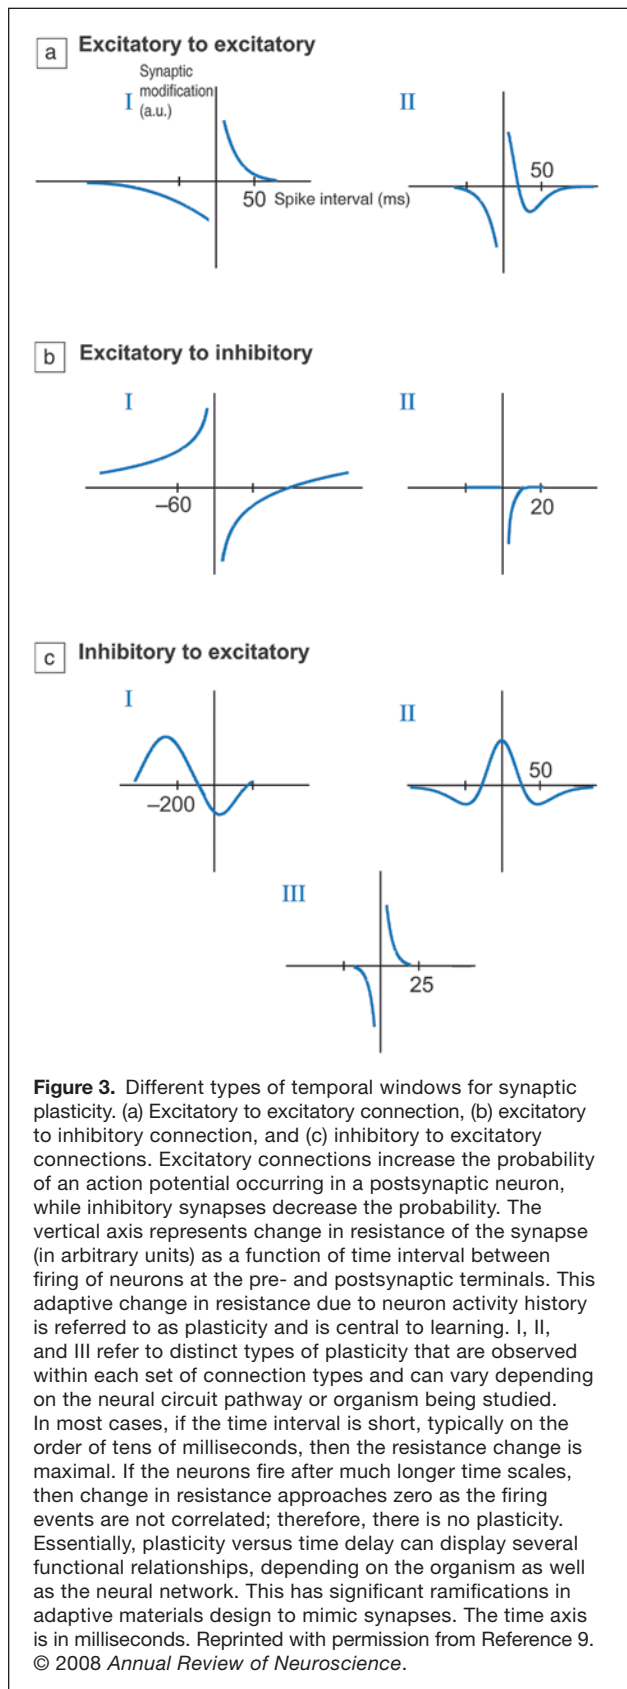 a Excitatory to excitatory
Synaptic
modification
(a.u.)
I
II
50 Spike interval (ms)
50
b Excitatory to inhibitory
I
II
–60
20
c Inhibitory to excitatory
I
II
–200
50
III
25
Figure 3. Different types of temporal windows for synaptic
plasticity. (a) Excitatory to excitatory connection, (b) excitatory
to inhibitory connection, and (c) inhibitory to excitatory
connections. Excitatory connections increase the probability
of an action potential occurring in a postsynaptic neuron,
while inhibitory synapses decrease the probability. The
vertical axis represents change in resistance of the synapse
(in arbitrary units) as a function of time interval between
firing of neurons at the pre- and postsynaptic terminals. This
adaptive change in resistance due to neuron activity history
is referred to as plasticity and is central to learning. I, II,
and III refer to distinct types of plasticity that are observed
within each set of connection types and can vary depending
on the neural circuit pathway or organism being studied.
In most cases, if the time interval is short, typically on the
order of tens of milliseconds, then the resistance change is
maximal. If the neurons fire after much longer time scales,
then change in resistance approaches zero as the firing
events are not correlated; therefore, there is no plasticity.
Essentially, plasticity versus time delay can display several
functional relationships, depending on the organism as well
as the neural network. This has significant ramifications in
adaptive materials design to mimic synapses. The time axis
is in milliseconds. Reprinted with permission from Reference 9.
© 2008 Annual Review of Neuroscience.